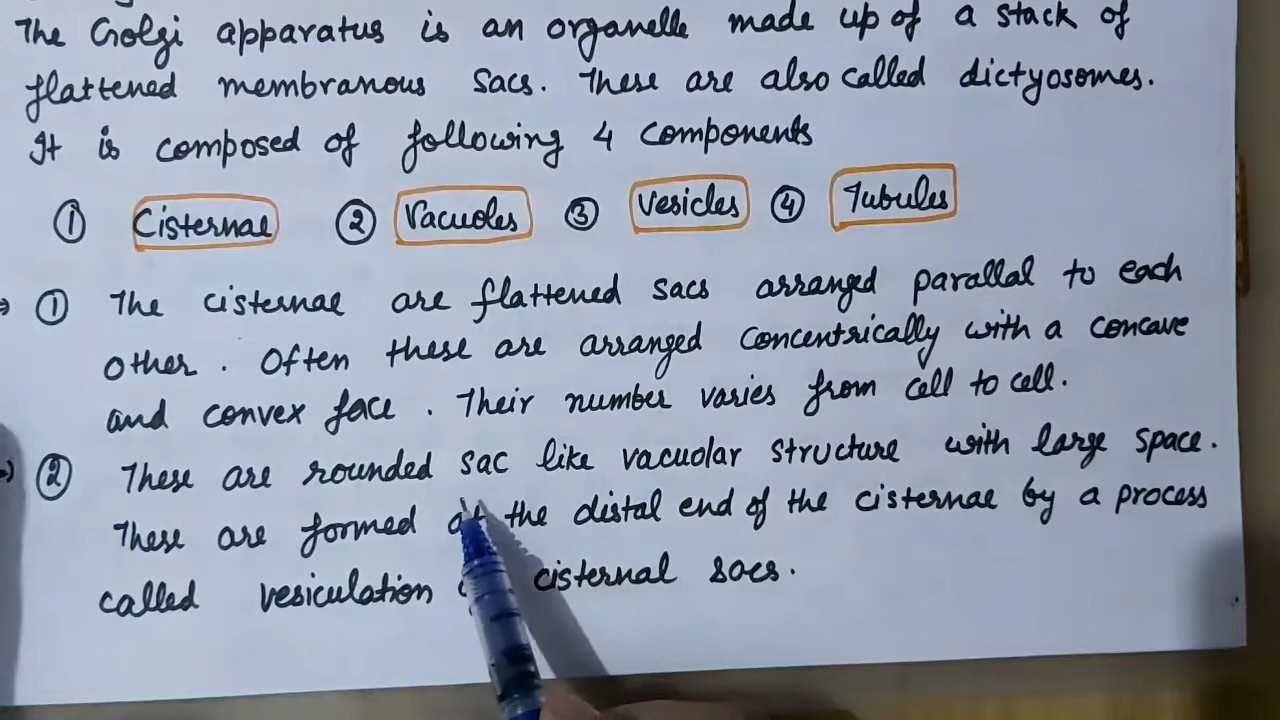 The Golgi apparatus is an organelle made up of a stack of
flattened membranous sacs. These are also called dictyosomes.
It is composed of following 4 components
① Cisternae ② Vacuoles ③ Vesicles ④ Tubules
⇒ ① The cisternae are flattened sacs arranged parallal to each
other. Often these are arranged concentrically with a concave
and convex face. Their number varies from cell to cell.
⇒ ② These are rounded sac like vacuolar structure with large space.
These are formed at the distal end of the cisternae by a process
called vesiculation cisternal sacs.